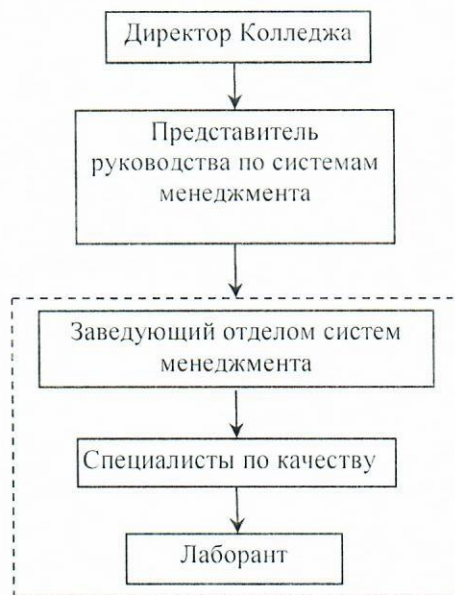 Директор Колледжа
Представитель
руководства по системам
менеджмента
Заведующий отделом систем
менеджмента
Специалисты по качеству
Лаборант